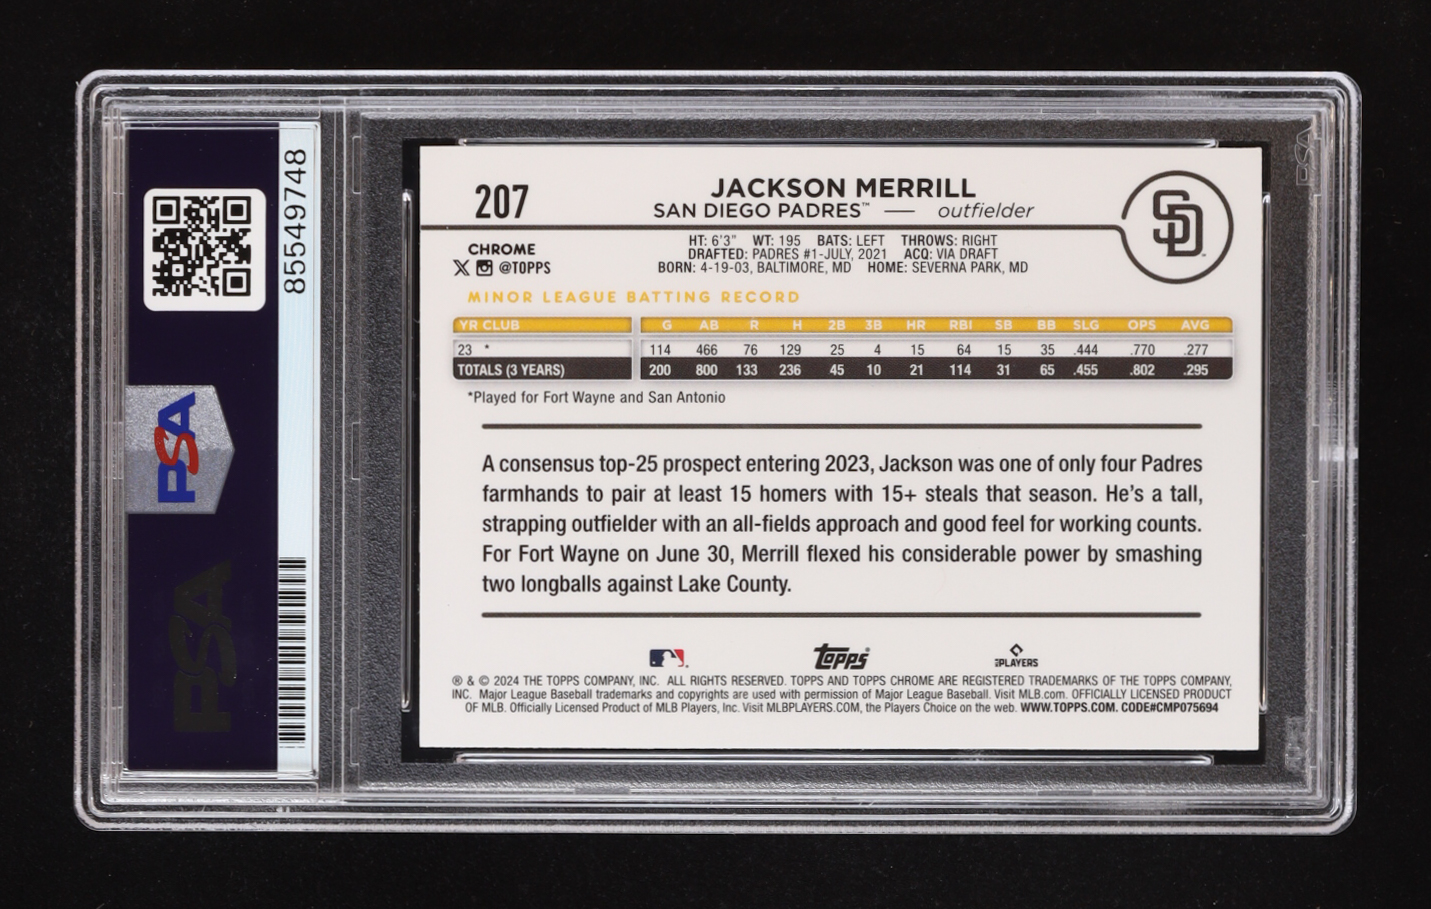 85549748
PSA
PSA
PSA
207
JACKSON MERRILL
SAN DIEGO PADRES™ — outfielder
SD
CHROME
@TOPPS
HT: 6'3" WT: 195 BATS: LEFT THROWS: RIGHT
DRAFTED: PADRES #1-JULY, 2021 ACQ: VIA DRAFT
BORN: 4-19-03, BALTIMORE, MD HOME: SEVERNA PARK, MD
MINOR LEAGUE BATTING RECORD
YR CLUB G AB R H 2B 3B HR RBI SB BB SLG OPS AVG
23 * 114 466 76 129 25 4 15 64 15 35 .444 .770 .277
TOTALS (3 YEARS) 200 800 133 236 45 10 21 114 31 65 .455 .802 .295
*Played for Fort Wayne and San Antonio
A consensus top-25 prospect entering 2023, Jackson was one of only four Padres
farmhands to pair at least 15 homers with 15+ steals that season. He's a tall,
strapping outfielder with an all-fields approach and good feel for working counts.
For Fort Wayne on June 30, Merrill flexed his considerable power by smashing
two longballs against Lake County.
Topps
PLAYERS
® & © 2024 THE TOPPS COMPANY, INC. ALL RIGHTS RESERVED. TOPPS AND TOPPS CHROME ARE REGISTERED TRADEMARKS OF THE TOPPS COMPANY,
INC. Major League Baseball trademarks and copyrights are used with permission of Major League Baseball. Visit MLB.com. OFFICIALLY LICENSED PRODUCT
OF MLB. Officially Licensed Product of MLB Players, Inc. Visit MLBPLAYERS.COM, the Players Choice on the web. WWW.TOPPS.COM. CODE#CMP075694